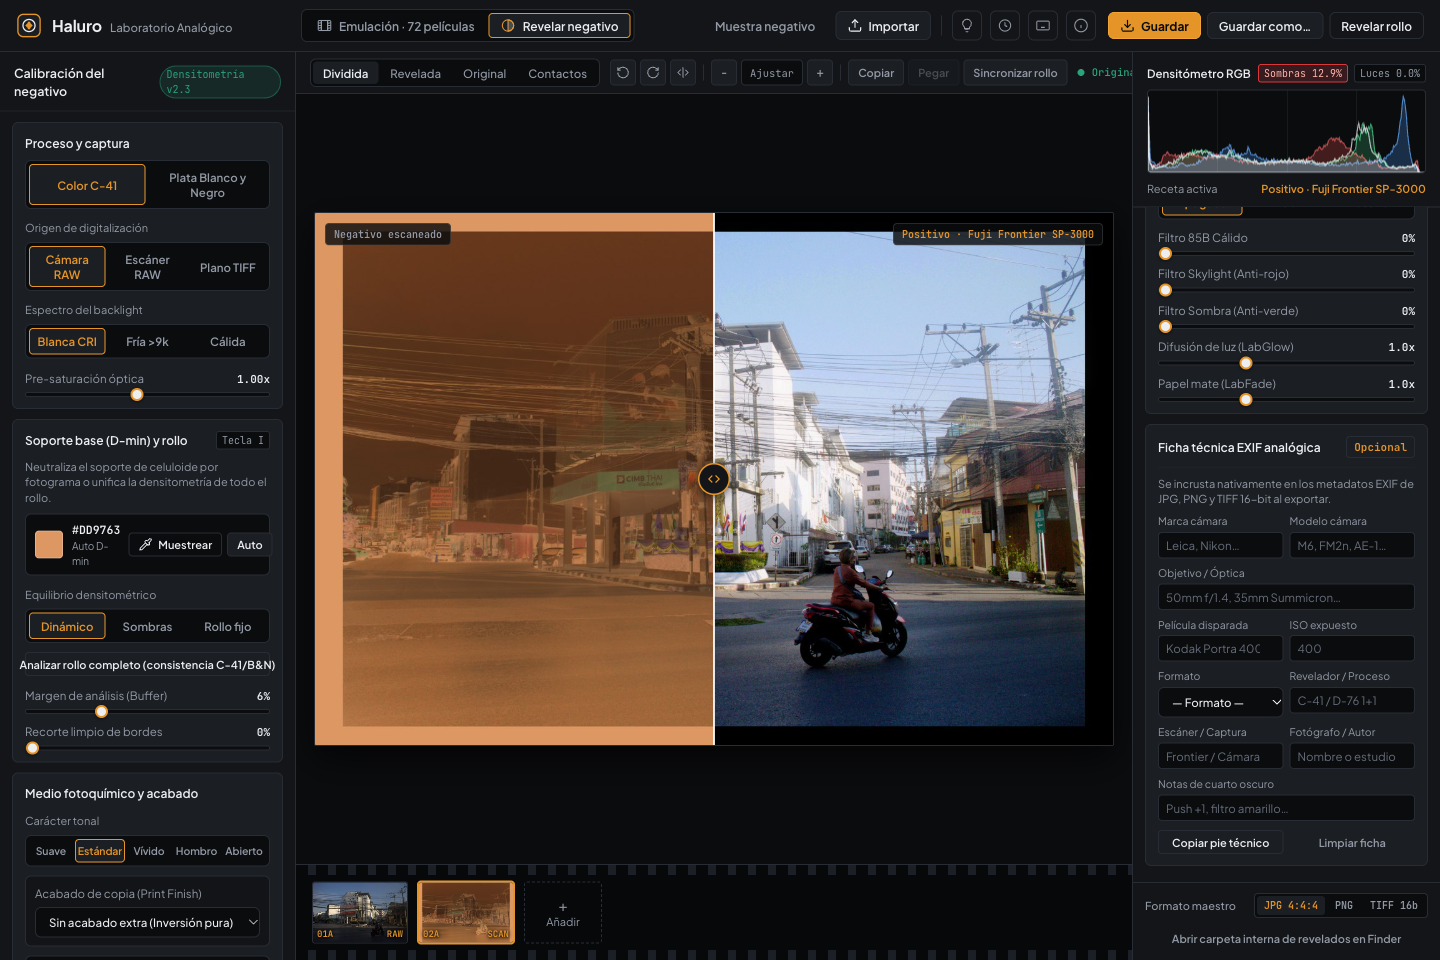 Haluro Laboratorio Analógico
Emulación · 72 películas
Revelar negativo
Muestra negativo
Importar
Guardar
Guardar como...
Revelar rollo
Calibración del
negativo
Densitometría
v2.3
Proceso y captura
Color C-41
Plata Blanco y
Negro
Origen de digitalización
Cámara
RAW
Escáner
RAW
Plano TIFF
Espectro del backlight
Blanca CRI
Fría >9k
Cálida
Pre-saturación óptica 1.00x
Soporte base (D-min) y rollo Tecla I
Neutraliza el soporte de celuloide por
fotograma o unifica la densitometría de todo el
rollo.
#DD9763
Auto D-
min
Muestrear
Auto
Equilibrio densitométrico
Dinámico
Sombras
Rollo fijo
Analizar rollo completo (consistencia C-41/B&N)
Margen de análisis (Buffer) 6%
Recorte limpio de bordes 0%
Medio fotoquímico y acabado
Carácter tonal
Suave
Estándar
Vívido
Hombro
Abierto
Acabado de copia (Print Finish)
Sin acabado extra (Inversión pura)
Dividida
Revelada
Original
Contactos
-
Ajustar
+
Copiar
Pegar
Sincronizar rollo
Origina
Negativo escaneado
Positivo · Fuji Frontier SP-3000
CIMB THAI
01A RAW
02A SCAN
+
Añadir
Densitómetro RGB
Sombras 12.9%
Luces 0.0%
Receta activa Positivo · Fuji Frontier SP-3000
Filtro 85B Cálido 0%
Filtro Skylight (Anti-rojo) 0%
Filtro Sombra (Anti-verde) 0%
Difusión de luz (LabGlow) 1.0x
Papel mate (LabFade) 1.0x
Ficha técnica EXIF analógica Opcional
Se incrusta nativamente en los metadatos EXIF de
JPG, PNG y TIFF 16-bit al exportar.
Marca cámara
Modelo cámara
Leica, Nikon...
M6, FM2n, AE-1...
Objetivo / Óptica
50mm f/1.4, 35mm Summicron...
Película disparada
ISO expuesto
Kodak Portra 400
400
Formato
Revelador / Proceso
— Formato —
C-41 / D-76 1+1
Escáner / Captura
Fotógrafo / Autor
Frontier / Cámara
Nombre o estudio
Notas de cuarto oscuro
Push +1, filtro amarillo...
Copiar pie técnico
Limpiar ficha
Formato maestro
JPG 4:4:4
PNG
TIFF 16b
Abrir carpeta interna de revelados en Finder